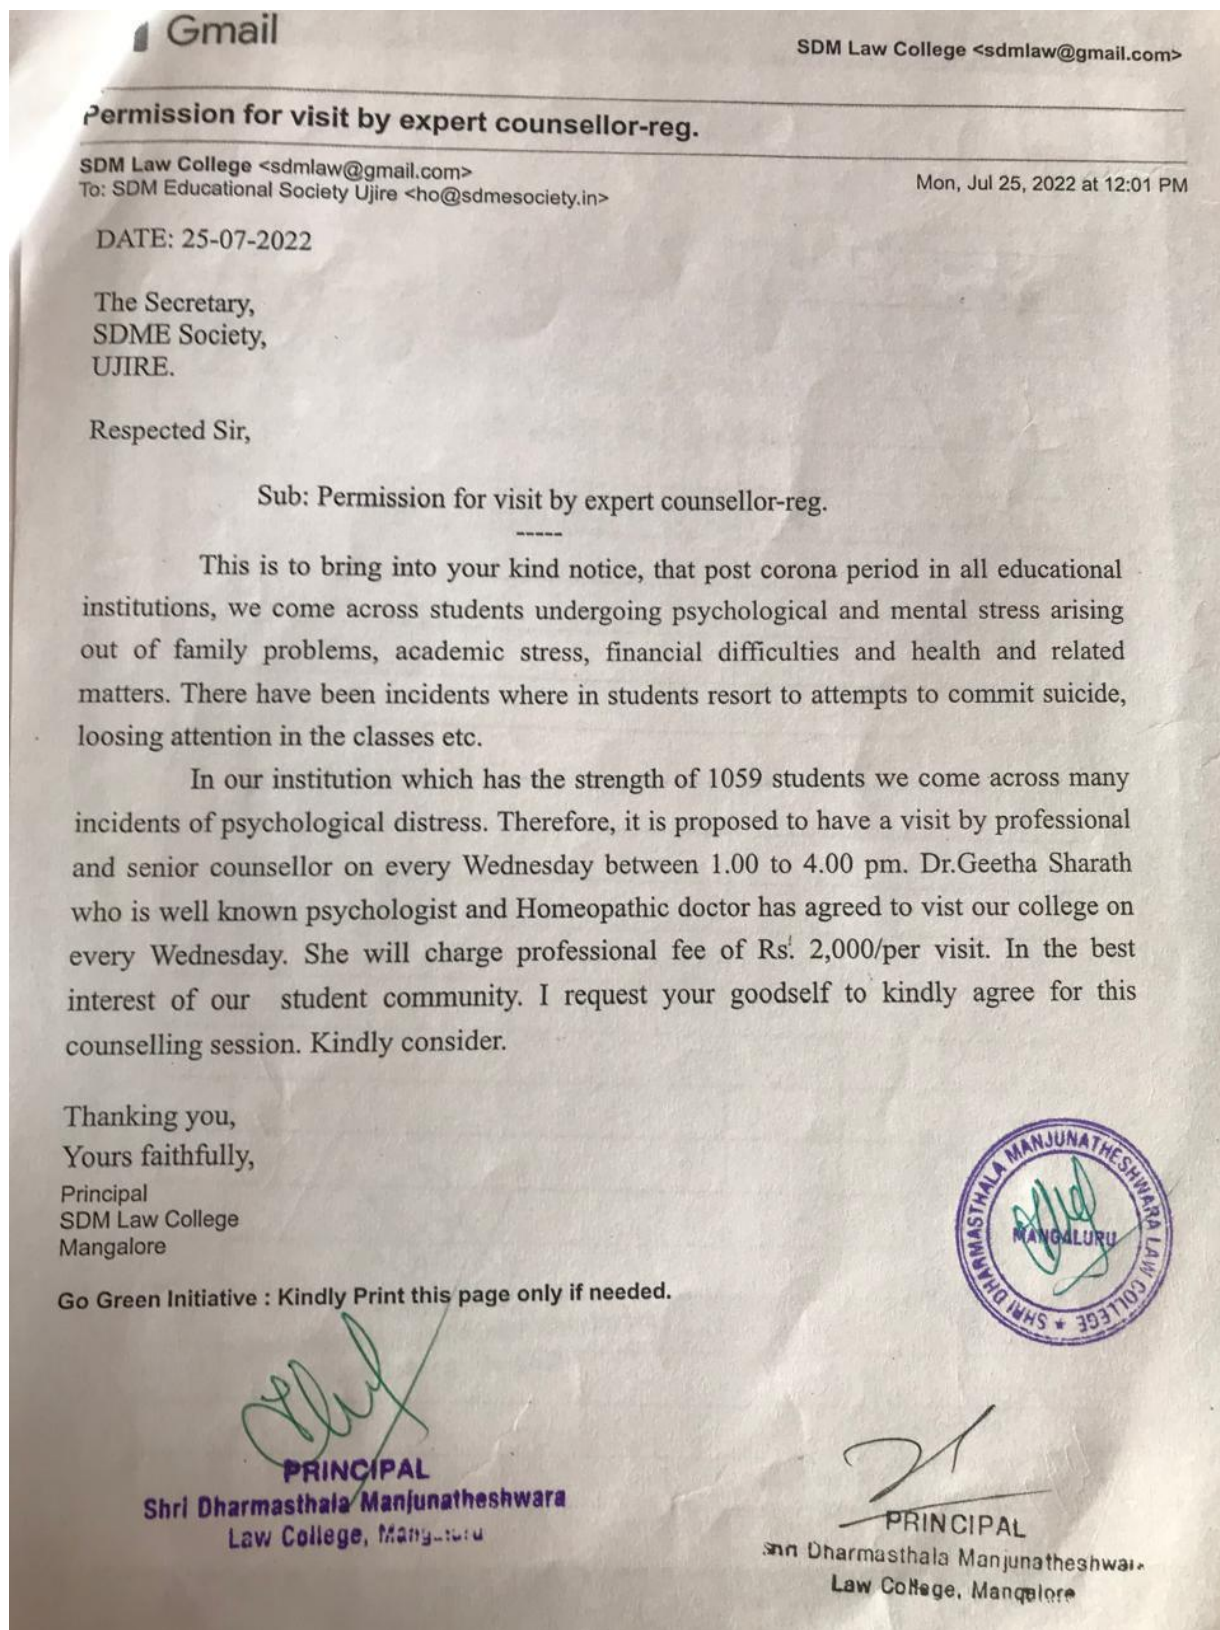 Gmail
SDM Law College <sdmlaw@gmail.com>
Permission for visit by expert counsellor-reg.
SDM Law College <sdmlaw@gmail.com>
To: SDM Educational Society Ujire <ho@sdmesociety.in>
Mon, Jul 25, 2022 at 12:01 PM
DATE: 25-07-2022
The Secretary,
SDME Society,
UJIRE.
Respected Sir,
Sub: Permission for visit by expert counsellor-reg.
-----
This is to bring into your kind notice, that post corona period in all educational
institutions, we come across students undergoing psychological and mental stress arising
out of family problems, academic stress, financial difficulties and health and related
matters. There have been incidents where in students resort to attempts to commit suicide,
loosing attention in the classes etc.
In our institution which has the strength of 1059 students we come across many
incidents of psychological distress. Therefore, it is proposed to have a visit by professional
and senior counsellor on every Wednesday between 1.00 to 4.00 pm. Dr.Geetha Sharath
who is well known psychologist and Homeopathic doctor has agreed to vist our college on
every Wednesday. She will charge professional fee of Rs. 2,000/per visit. In the best
interest of our student community. I request your goodself to kindly agree for this
counselling session. Kindly consider.
Thanking you,
Yours faithfully,
Principal
SDM Law College
Mangalore
SHRI DHARMASTHALA MANJUNATHESHWARA LAW COLLEGE ★
MANGALURU
Go Green Initiative : Kindly Print this page only if needed.
PRINCIPAL
Shri Dharmasthala Manjunatheshwara
Law College,
PRINCIPAL
Dharmasthala Manjunatheshwara
Law College, Mangalore